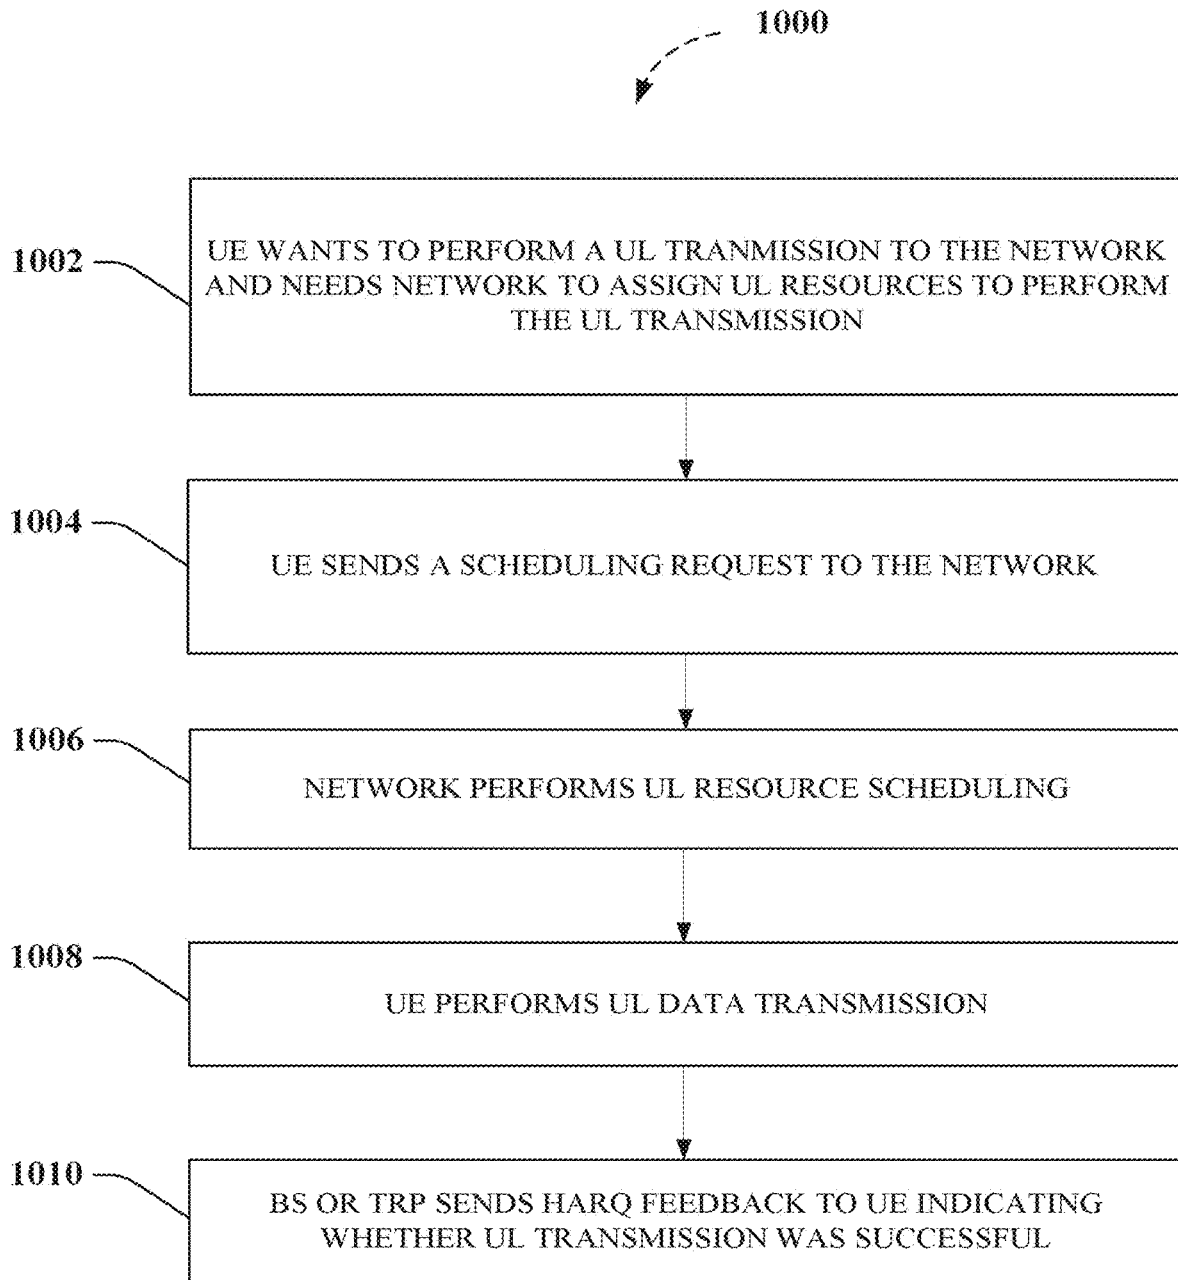 1000
1002
UE WANTS TO PERFORM A UL TRANMISSION TO THE NETWORK
AND NEEDS NETWORK TO ASSIGN UL RESOURCES TO PERFORM
THE UL TRANSMISSION
1004
UE SENDS A SCHEDULING REQUEST TO THE NETWORK
1006
NETWORK PERFORMS UL RESOURCE SCHEDULING
1008
UE PERFORMS UL DATA TRANSMISSION
1010
BS OR TRP SENDS HARQ FEEDBACK TO UE INDICATING
WHETHER UL TRANSMISSION WAS SUCCESSFUL